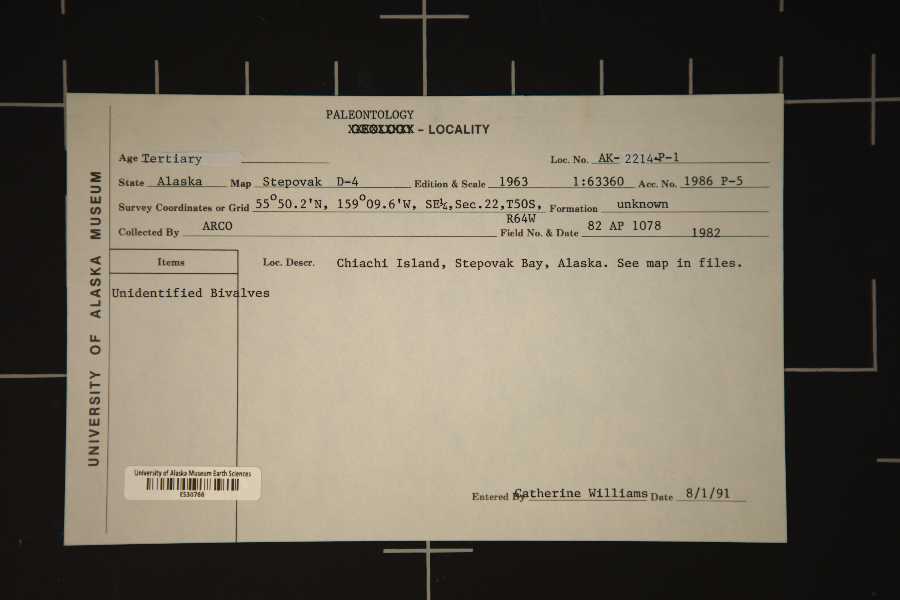 PALEONTOLOGY
GEOLOGY - LOCALITY
Age Tertiary Loc. No. AK- 2214-P-1
State Alaska Map Stepovak D-4 Edition & Scale 1963 1:63360 Acc. No. 1986 P-5
Survey Coordinates or Grid 55°50.2'N, 159°09.6'W, SE¼,Sec.22,T50S, R64W Formation unknown
Collected By ARCO Field No. & Date 82 AP 1078 1982
Items Loc. Descr. Chiachi Island, Stepovak Bay, Alaska. See map in files.
Unidentified Bivalves
UNIVERSITY OF ALASKA MUSEUM
University of Alaska Museum Earth Sciences
ES30766
Entered By Catherine Williams Date 8/1/91